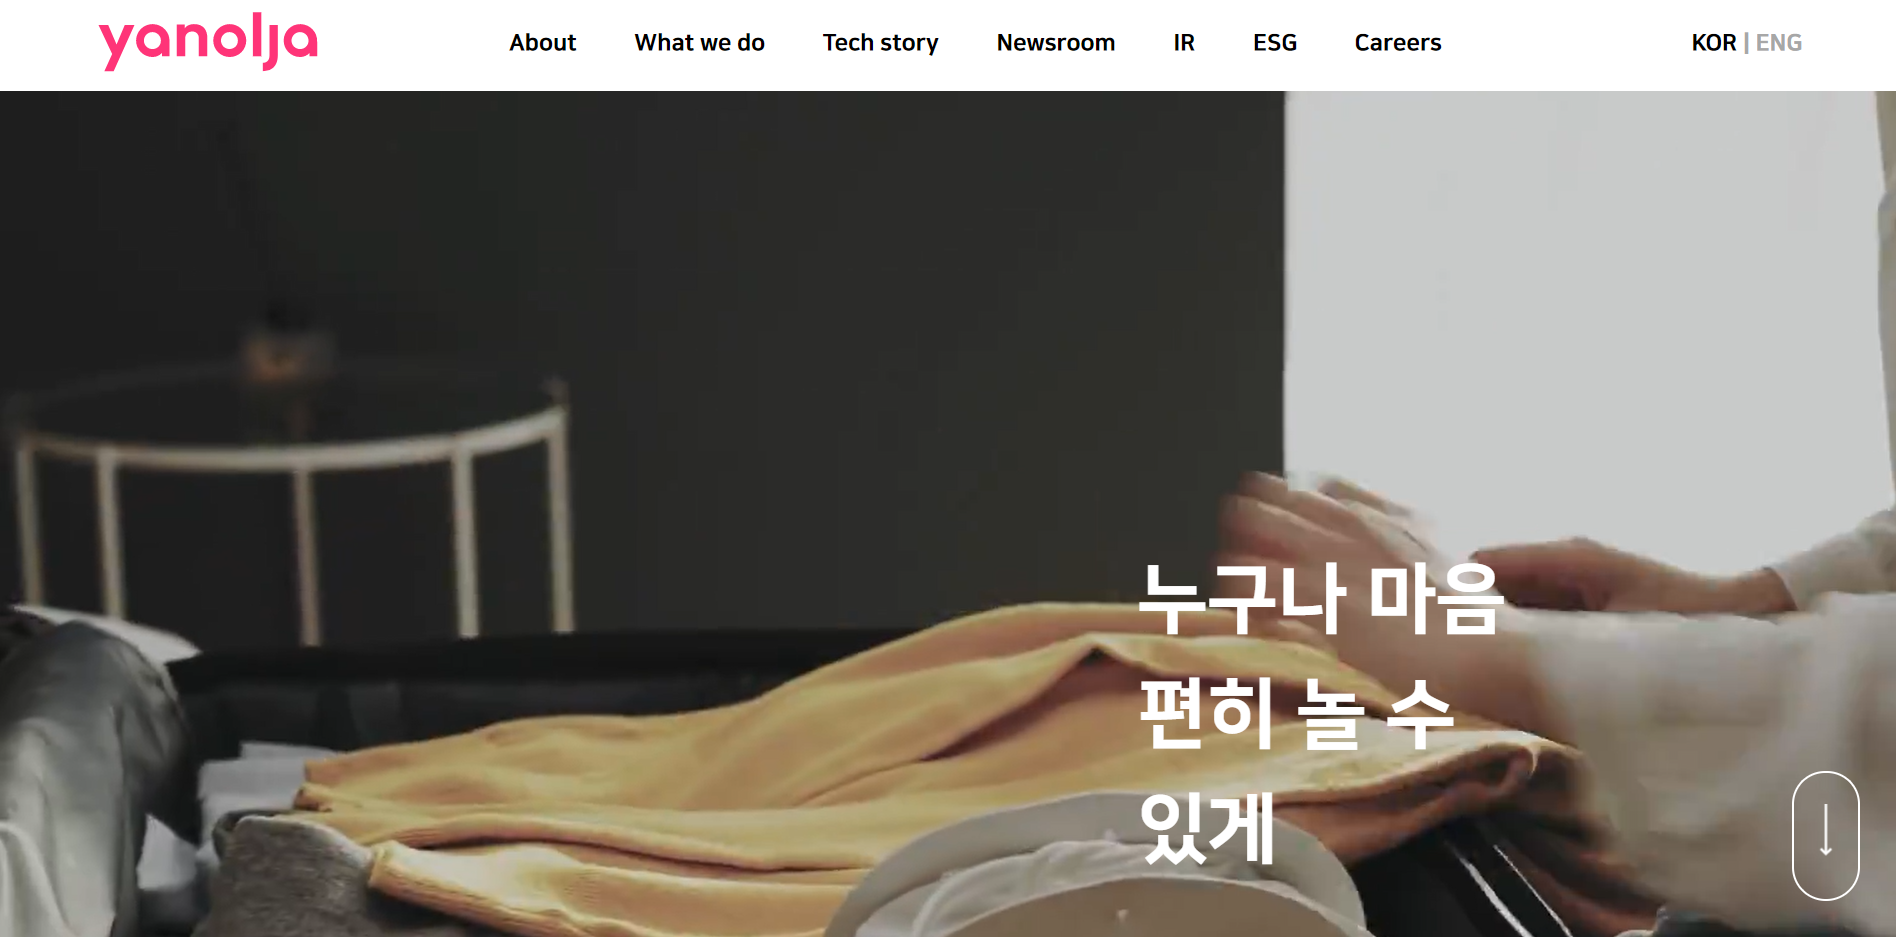 yanolja
About What we do Tech story Newsroom IR ESG Careers
KOR | ENG
누구나 마음
편히 놀 수
있게